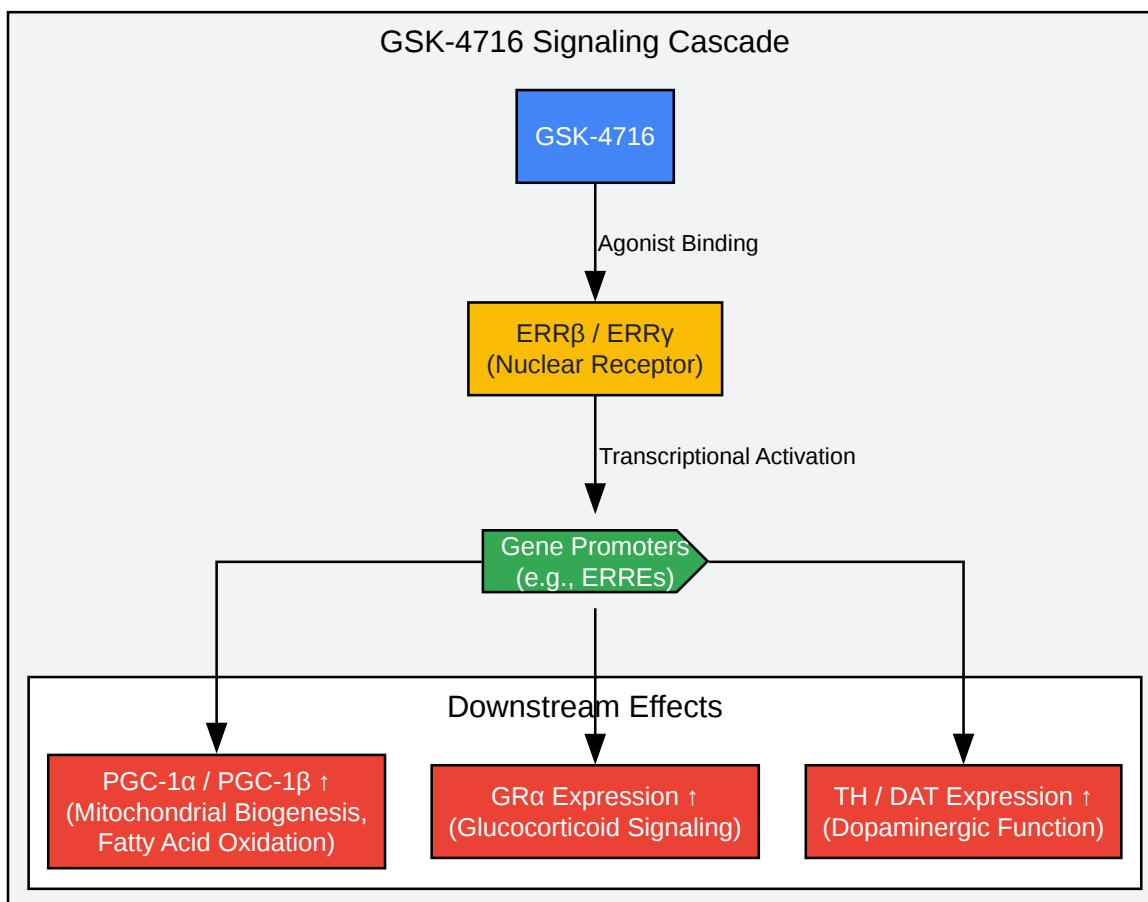 GSK-4716 Signaling Cascade
GSK-4716
Agonist Binding
ERRβ / ERRγ
(Nuclear Receptor)
Transcriptional Activation
Gene Promoters
(e.g., ERREs)
Downstream Effects
PGC-1α / PGC-1β ↑
(Mitochondrial Biogenesis,
Fatty Acid Oxidation)
GRα Expression ↑
(Glucocorticoid Signaling)
TH / DAT Expression ↑
(Dopaminergic Function)